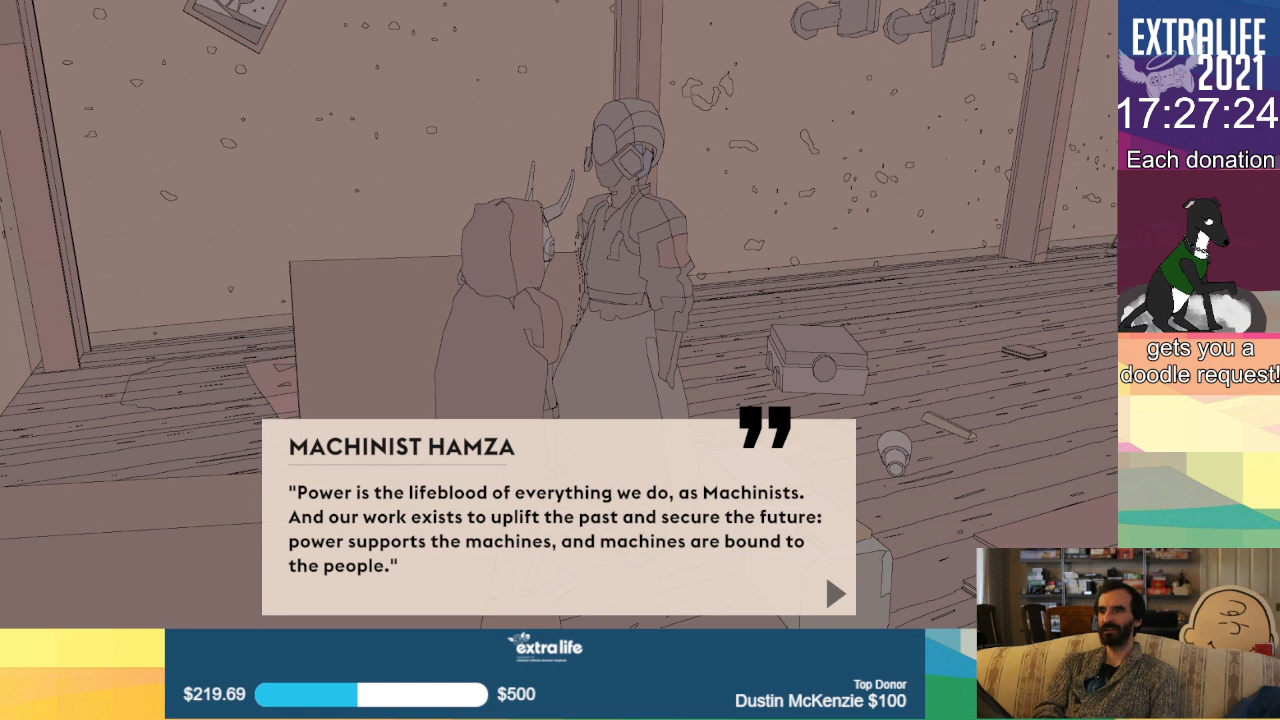 EXTRALIFE
2021
17:27:24
Each donation
gets you a
doodle request!
MACHINIST HAMZA
"Power is the lifeblood of everything we do, as Machinists.
And our work exists to uplift the past and secure the future:
power supports the machines, and machines are bound to
the people."
extralife
$219.69
$500
Top Donor
Dustin McKenzie $100